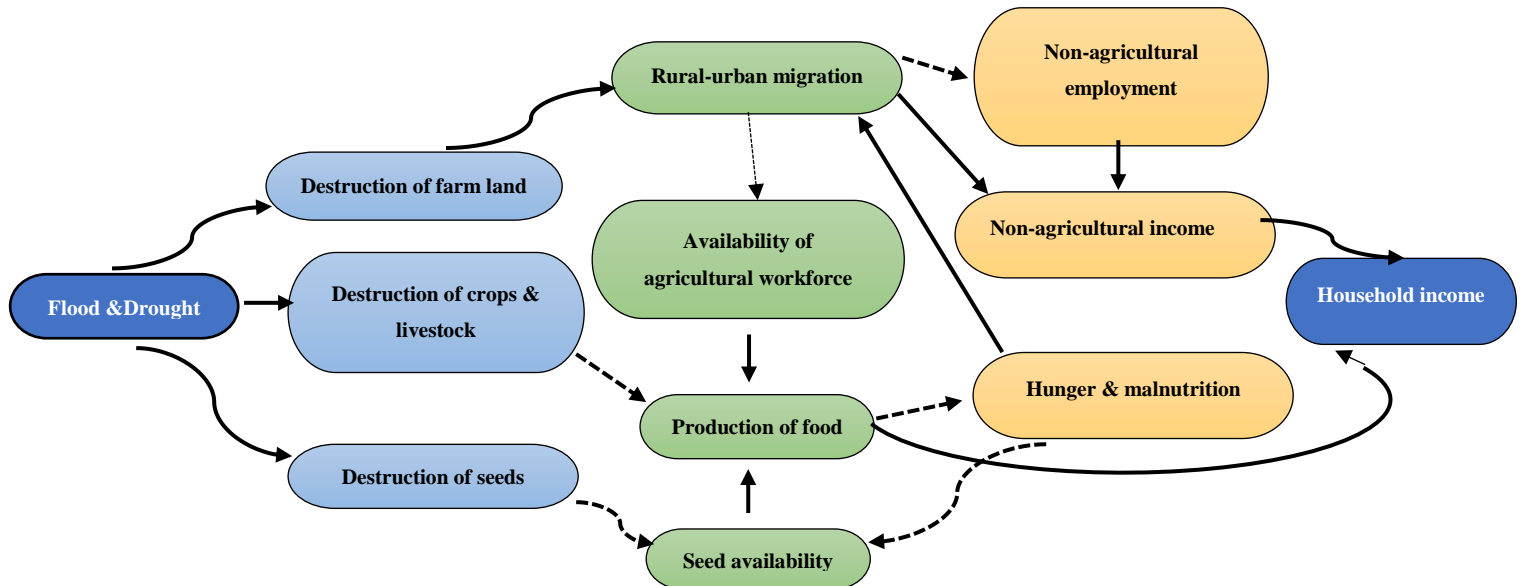 Non-agricultural
employment
Rural-urban migration
Destruction of farm land
Non-agricultural income
Availability of
agricultural workforce
Flood &Drought
Destruction of crops &
livestock
Household income
Hunger & malnutrition
Production of food
Destruction of seeds
Seed availability